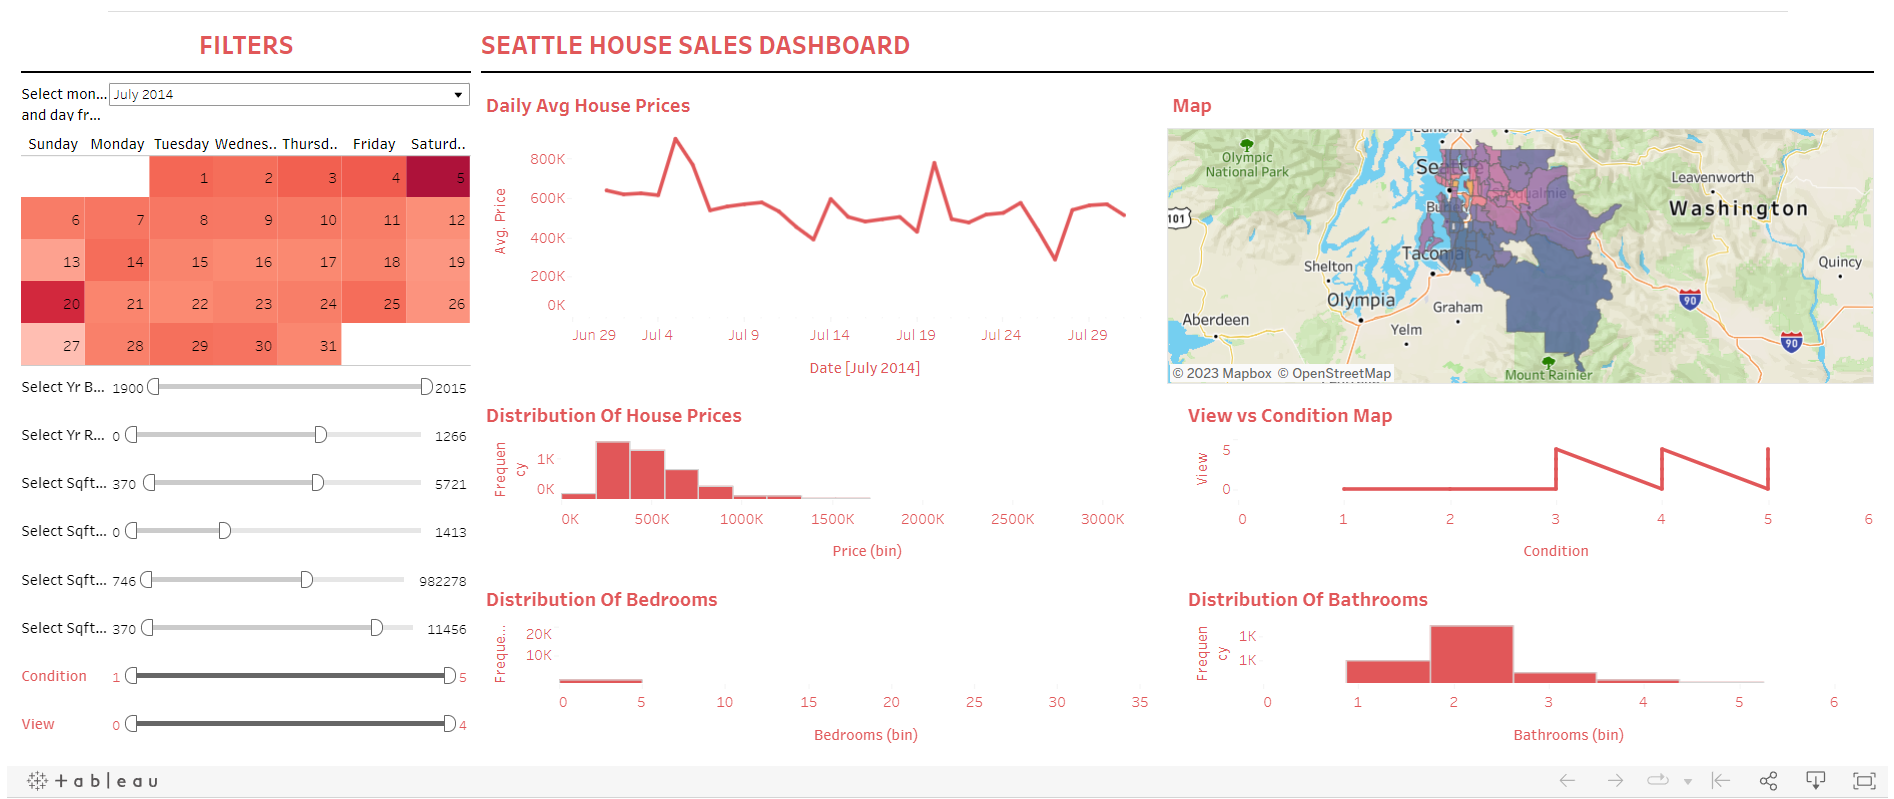 FILTERS
SEATTLE HOUSE SALES DASHBOARD
Select mon...
and day fr...
July 2014
Sunday Monday Tuesday Wednes.. Thursd.. Friday Saturd..
1 2 3 4 5
6 7 8 9 10 11 12
13 14 15 16 17 18 19
20 21 22 23 24 25 26
27 28 29 30 31
Select Yr B... 1900 2015
Select Yr R... 0 1266
Select Sqft... 370 5721
Select Sqft... 0 1413
Select Sqft... 746 982278
Select Sqft... 370 11456
Condition 1 5
View 0 4
Daily Avg House Prices
Avg. Price
800K
600K
400K
200K
0K
Jun 29 Jul 4 Jul 9 Jul 14 Jul 19 Jul 24 Jul 29
Date [July 2014]
Map
Edmonds
Olympic
National Park
Seattle
Leavenworth
Washington
101
Tacoma
Shelton
Quincy
Olympia
Graham
90
Aberdeen
Yelm
90
Mount Rainier
© 2023 Mapbox © OpenStreetMap
Distribution Of House Prices
Frequen
cy
1K
0K
0K 500K 1000K 1500K 2000K 2500K 3000K
Price (bin)
View vs Condition Map
View
5
0
0 1 2 3 4 5 6
Condition
Distribution Of Bedrooms
Freque...
20K
10K
0 5 10 15 20 25 30 35
Bedrooms (bin)
Distribution Of Bathrooms
Frequen
cy
1K
1K
0 1 2 3 4 5 6
Bathrooms (bin)
+ableau